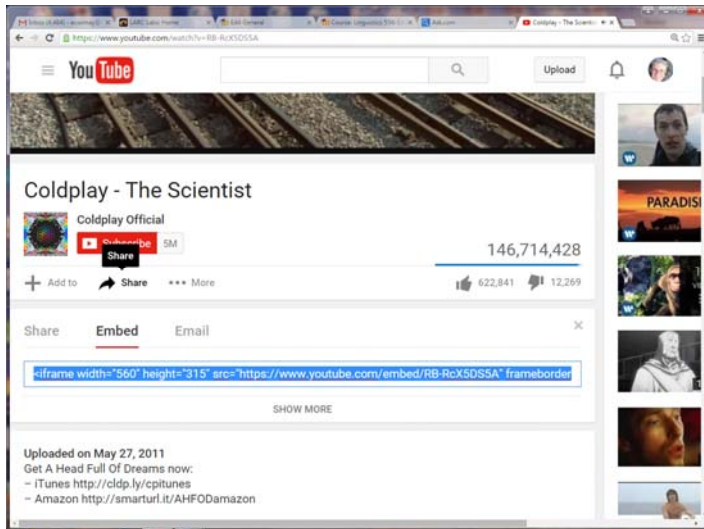 https://www.youtube.com/watch?v=RB-RcX5DS5A
You Tube
Upload
PARADIS
Coldplay - The Scientist
Coldplay Official
Subscribe 5M
Share
146,714,428
Add to Share More
622,841 12,269
Share Embed Email
<iframe width="560" height="315" src="https://www.youtube.com/embed/RB-RcX5DS5A" frameborder
SHOW MORE
Uploaded on May 27, 2011
Get A Head Full Of Dreams now:
– iTunes http://cldp.ly/cpitunes
– Amazon http://smarturl.it/AHFODamazon